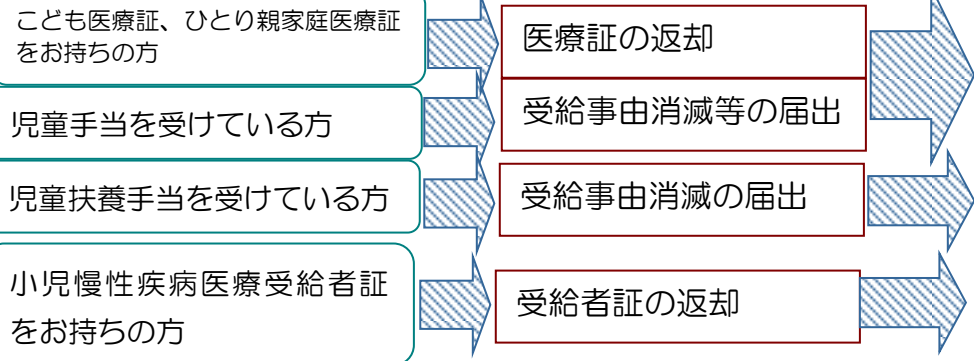 こども医療証、ひとり親家庭医療証
をお持ちの方
医療証の返却
児童手当を受けている方
受給事由消滅等の届出
児童扶養手当を受けている方
受給事由消滅の届出
小児慢性疾病医療受給者証
をお持ちの方
受給者証の返却